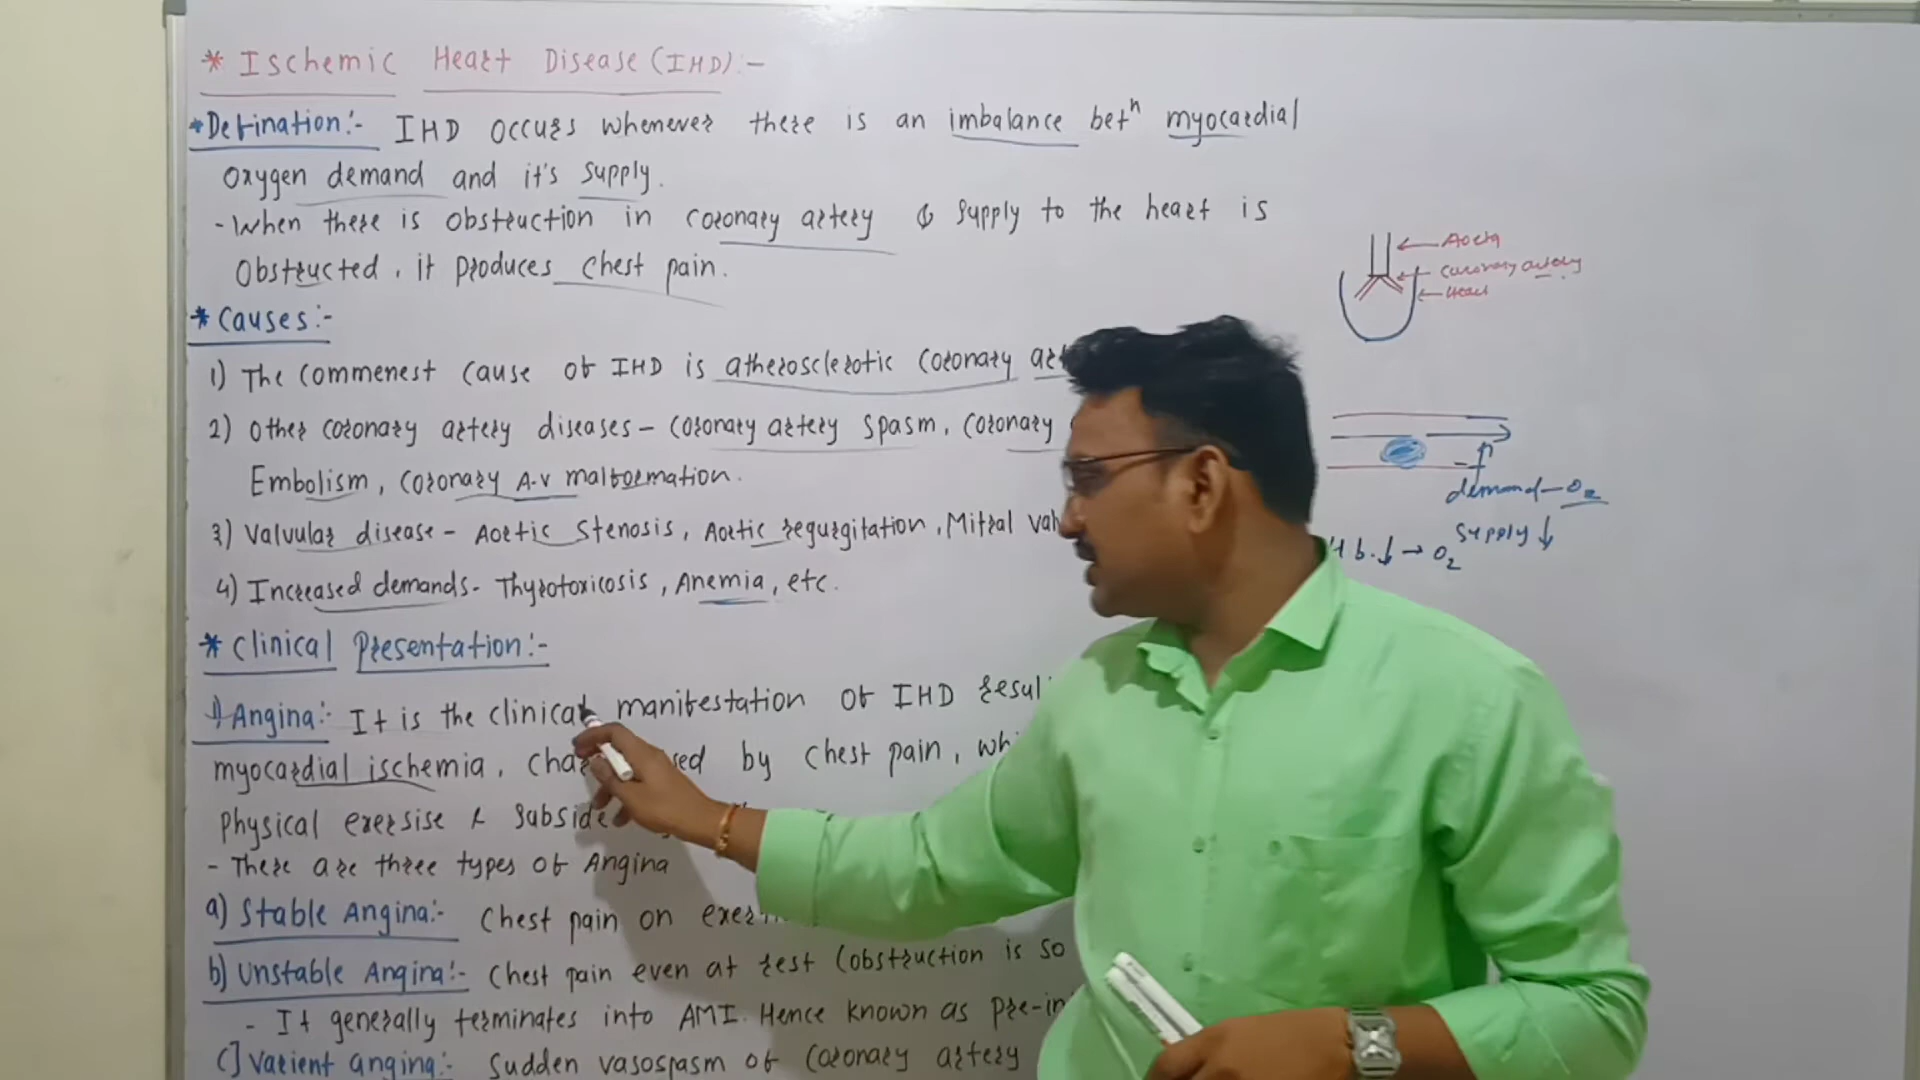 * Ischemic Heart Disease (IHD):-
*Defination:- IHD occurs whenever there is an imbalance betn myocardial
oxygen demand and it's supply.
- When there is obstruction in coronary artery & supply to the heart is
obstructed, it produces chest pain.
* Causes:-
1) The commenest cause of IHD is atherosclerotic coronary
2) Other coronary artery diseases - coronary artery spasm, coronary
Embolism, coronary A-V malformation.
3) Valvular disease - Aortic stenosis, Aortic regurgitation, Mitral
4) Increased demands - Thyrotoxicosis, Anemia, etc.
* Clinical Presentation:-
1) Angina:- It is the clinical manifestation of IHD
myocardial ischemia, by chest pain,
physical exersise &
- There are three types of Angina
a) Stable Angina:- Chest pain on
b) Unstable Angina:- Chest pain even at rest (obstruction is so
- It generally terminates into AMI. Hence known as
C] Varient angina:- Sudden vasospasm of coronary artery
Aorta
coronary artery
Heart
demand - O2
supply ↓
b.↓ → O2